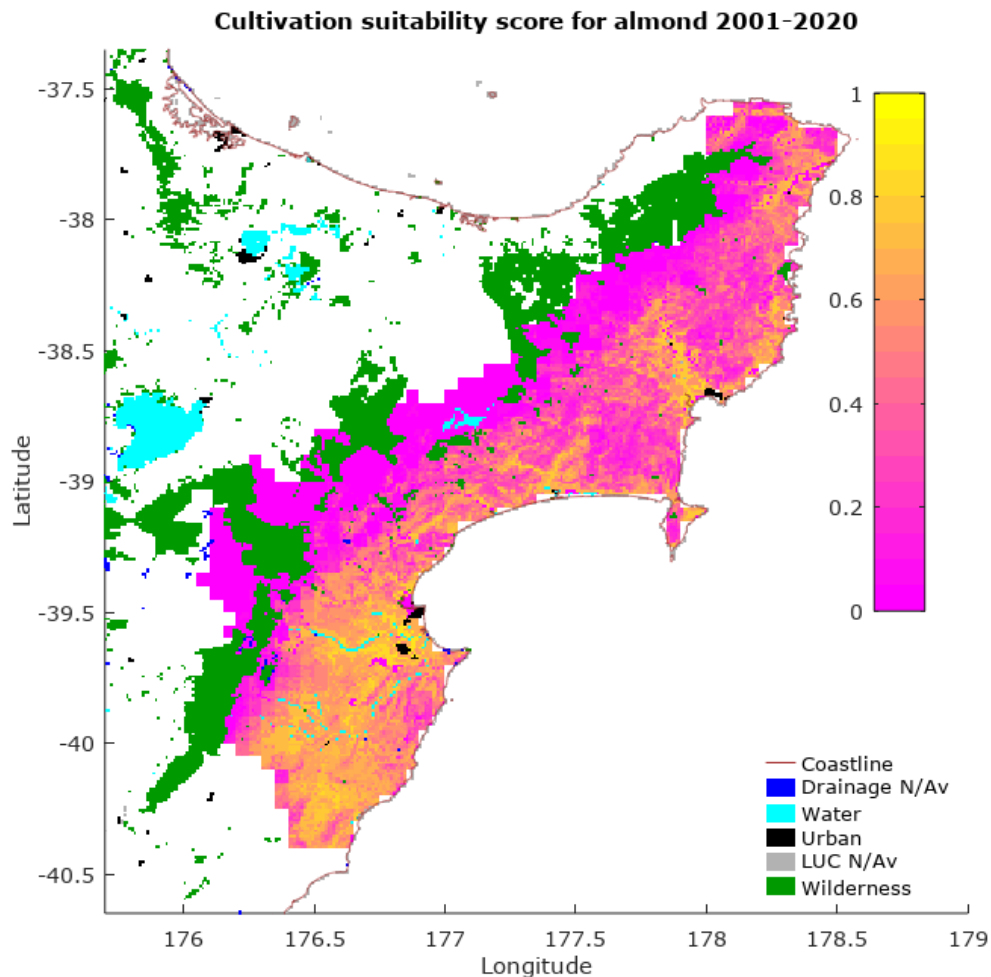 Cultivation suitability score for almond 2001-2020
-37.5
-38
-38.5
-39
-39.5
-40
-40.5
Latitude
176
176.5
177
177.5
178
178.5
179
Longitude
1
0.8
0.6
0.4
0.2
0
Coastline
Drainage N/Av
Water
Urban
LUC N/Av
Wilderness